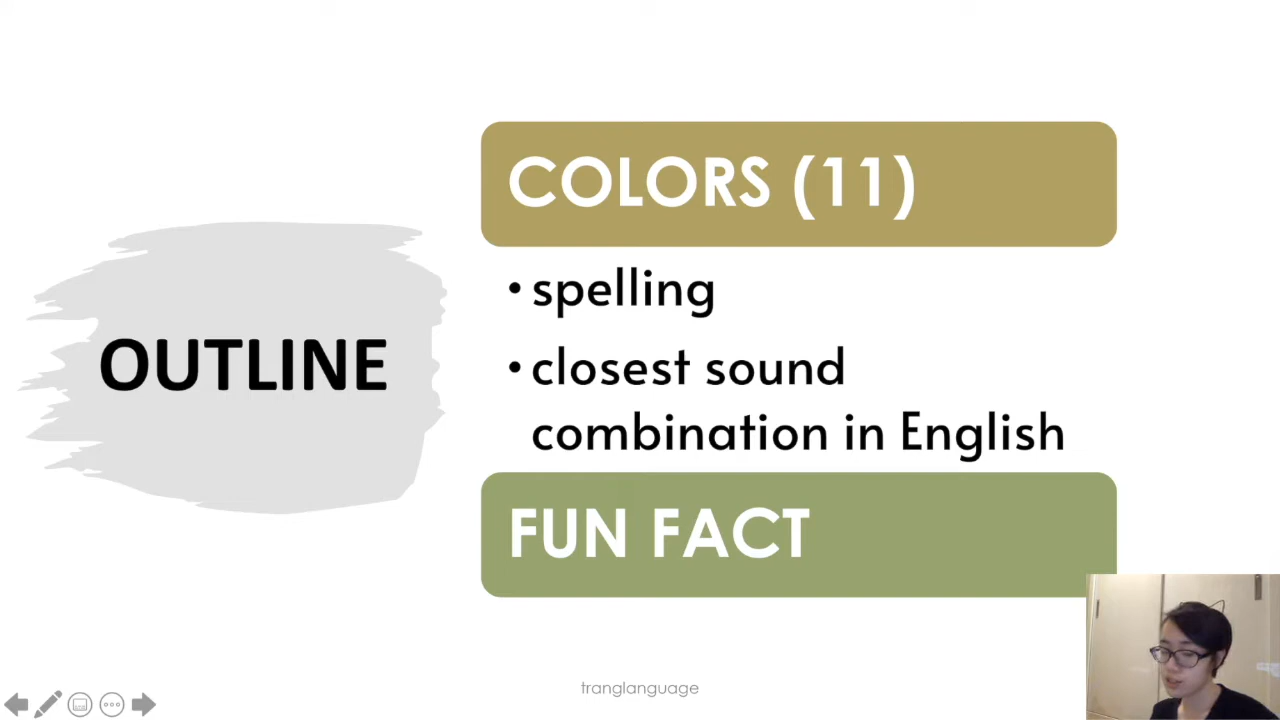 OUTLINE
COLORS (11)
• spelling
• closest sound
combination in English
FUN FACT
tranglanguage